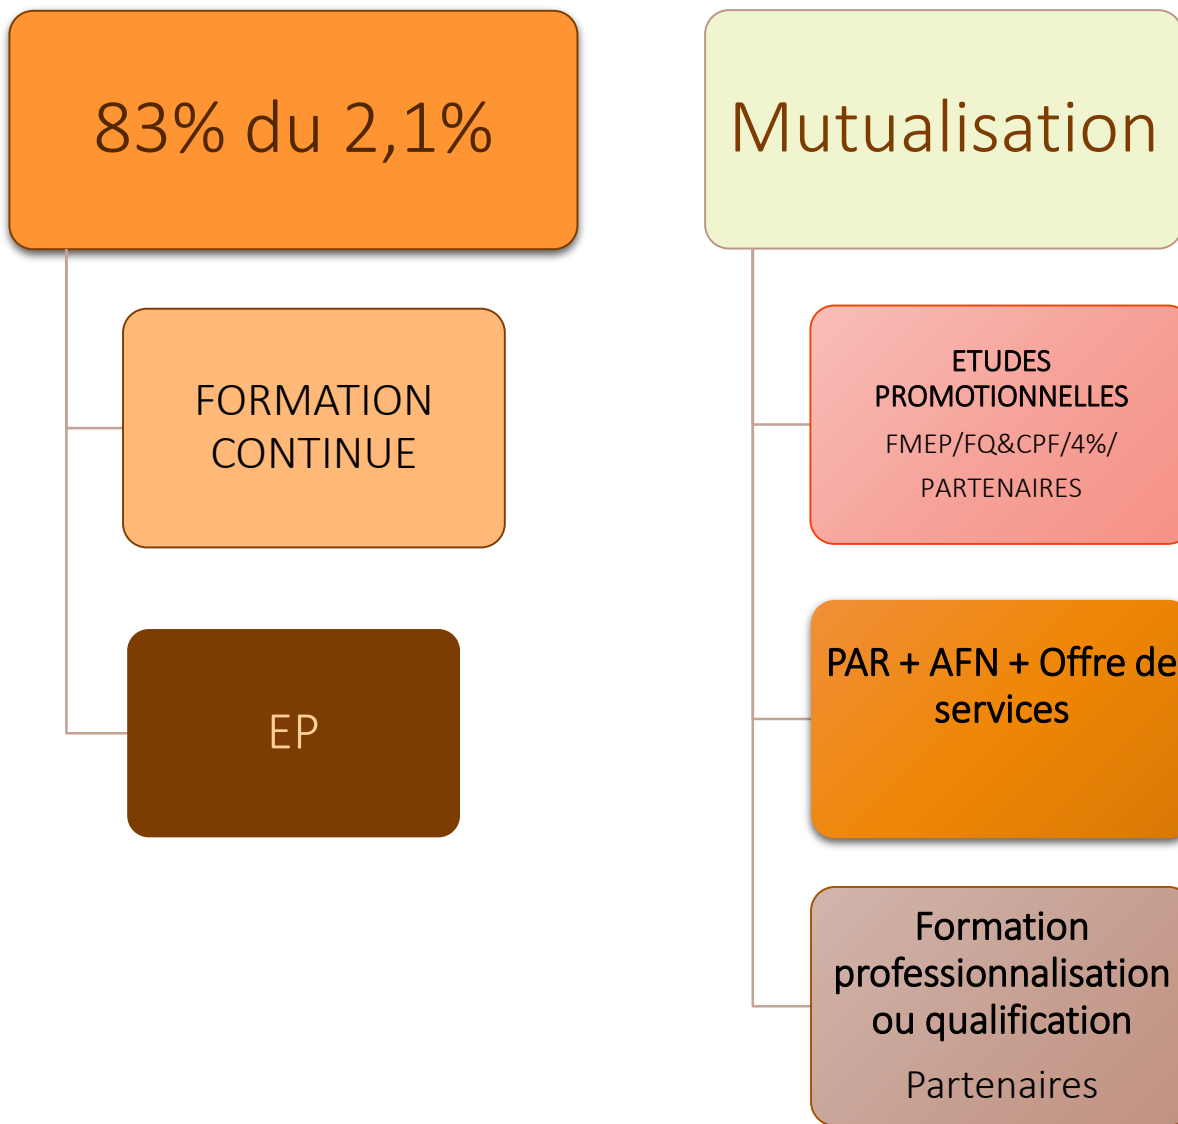 83% du 2,1%
FORMATION
CONTINUE
EP
Mutualisation
ETUDES
PROMOTIONNELLES
FMEP/FQ&CPF/4%/
PARTENAIRES
PAR + AFN + Offre de
services
Formation
professionnalisation
ou qualification
Partenaires